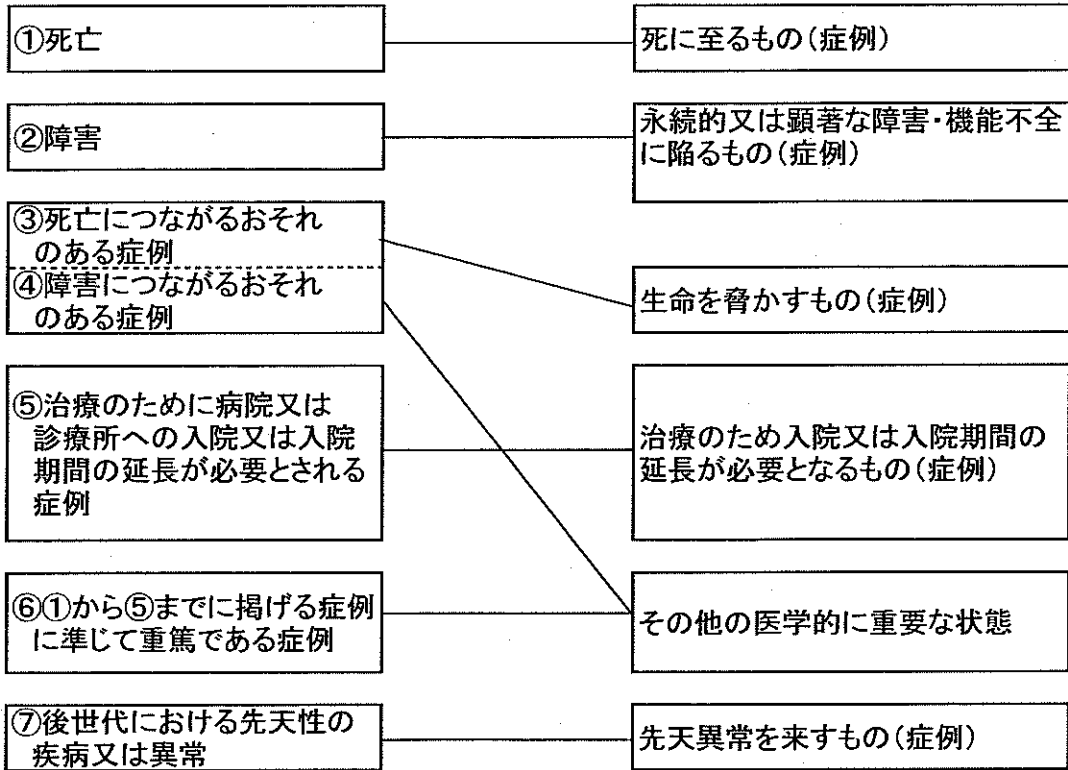 ①死亡
死に至るもの(症例)
②障害
永続的又は顕著な障害・機能不全
に陥るもの(症例)
③死亡につながるおそれ
のある症例
④障害につながるおそれ
のある症例
生命を脅かすもの(症例)
⑤治療のために病院又は
診療所への入院又は入院
期間の延長が必要とされる
症例
治療のため入院又は入院期間の
延長が必要となるもの(症例)
⑥①から⑤までに掲げる症例
に準じて重篤である症例
その他の医学的に重要な状態
⑦後世代における先天性の
疾病又は異常
先天異常を来すもの(症例)